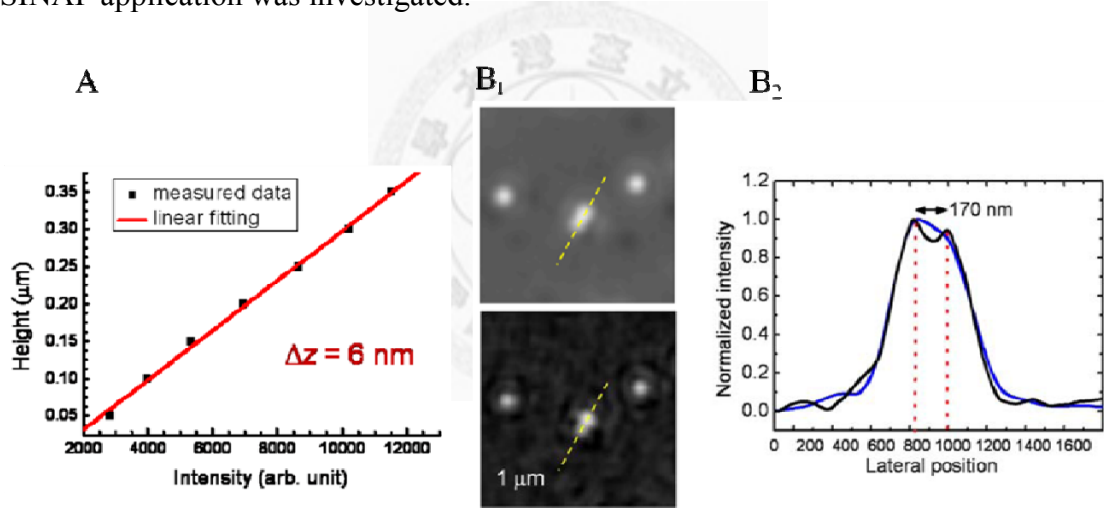 SINAP application was investigated.
A
B1
B2
measured data
linear fitting
Height (μm)
0.35
0.30
0.25
0.20
0.15
0.10
0.05
Δz = 6 nm
2000 4000 6000 8000 10000 12000
Intensity (arb. unit)
1 μm
Normalized intensity
1.2
1.0
0.8
0.6
0.4
0.2
0.0
170 nm
0 200 400 600 800 1000 1200 1400 1600
Lateral position